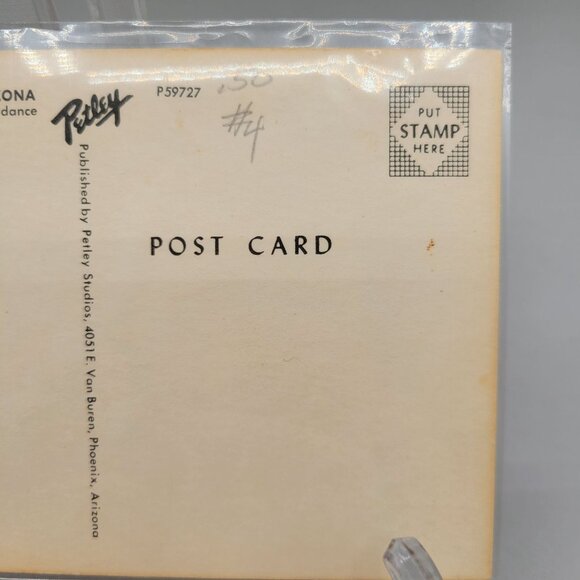 ZONA
dance
Petley
P59727
.50
#4
PUT
STAMP
HERE
Published by Petley Studios, 4051 E. Van Buren, Phoenix, Arizona
POST CARD